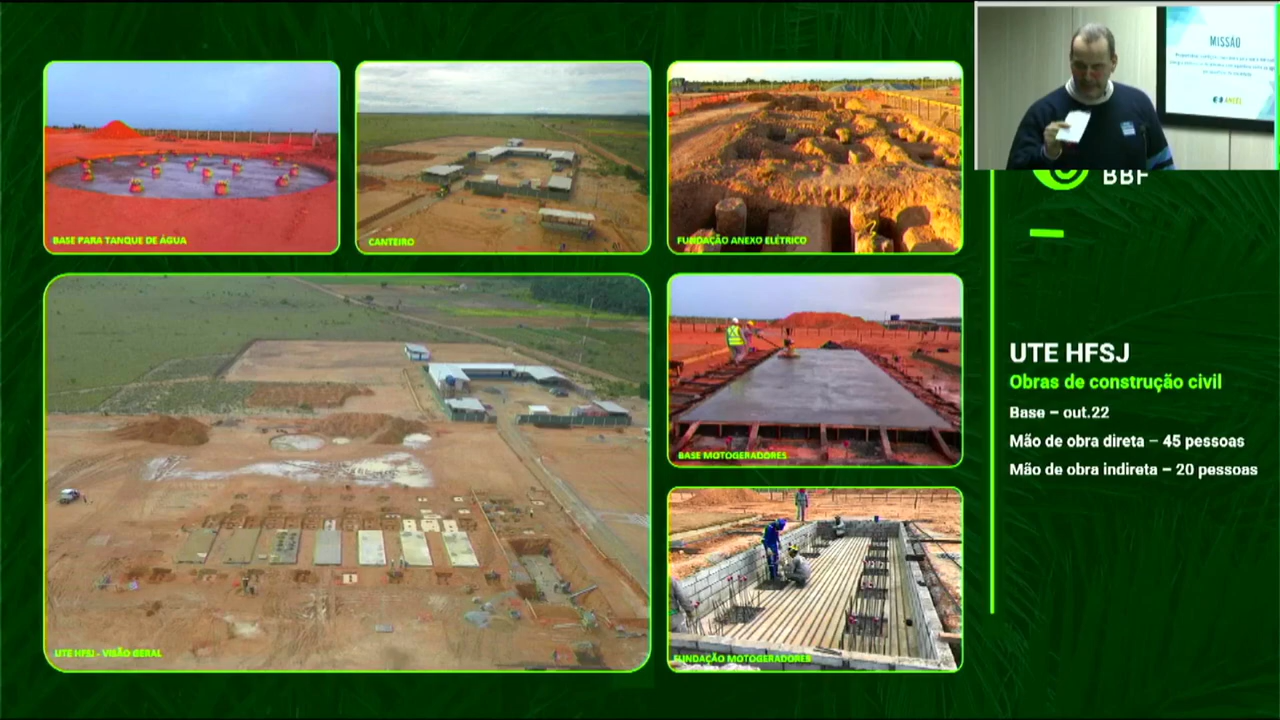 BASE PARA TANQUE DE ÁGUA
CANTEIRO
FUNDAÇÃO ANEXO ELÉTRICO
MISSÃO
ANEEL
BBF
UTE HFSJ
Obras de construção civil
Base – out.22
Mão de obra direta – 45 pessoas
Mão de obra indireta – 20 pessoas
BASE MOTOGERADORES
UTE HFSJ - VISÃO GERAL
FUNDAÇÃO MOTOGERADORES